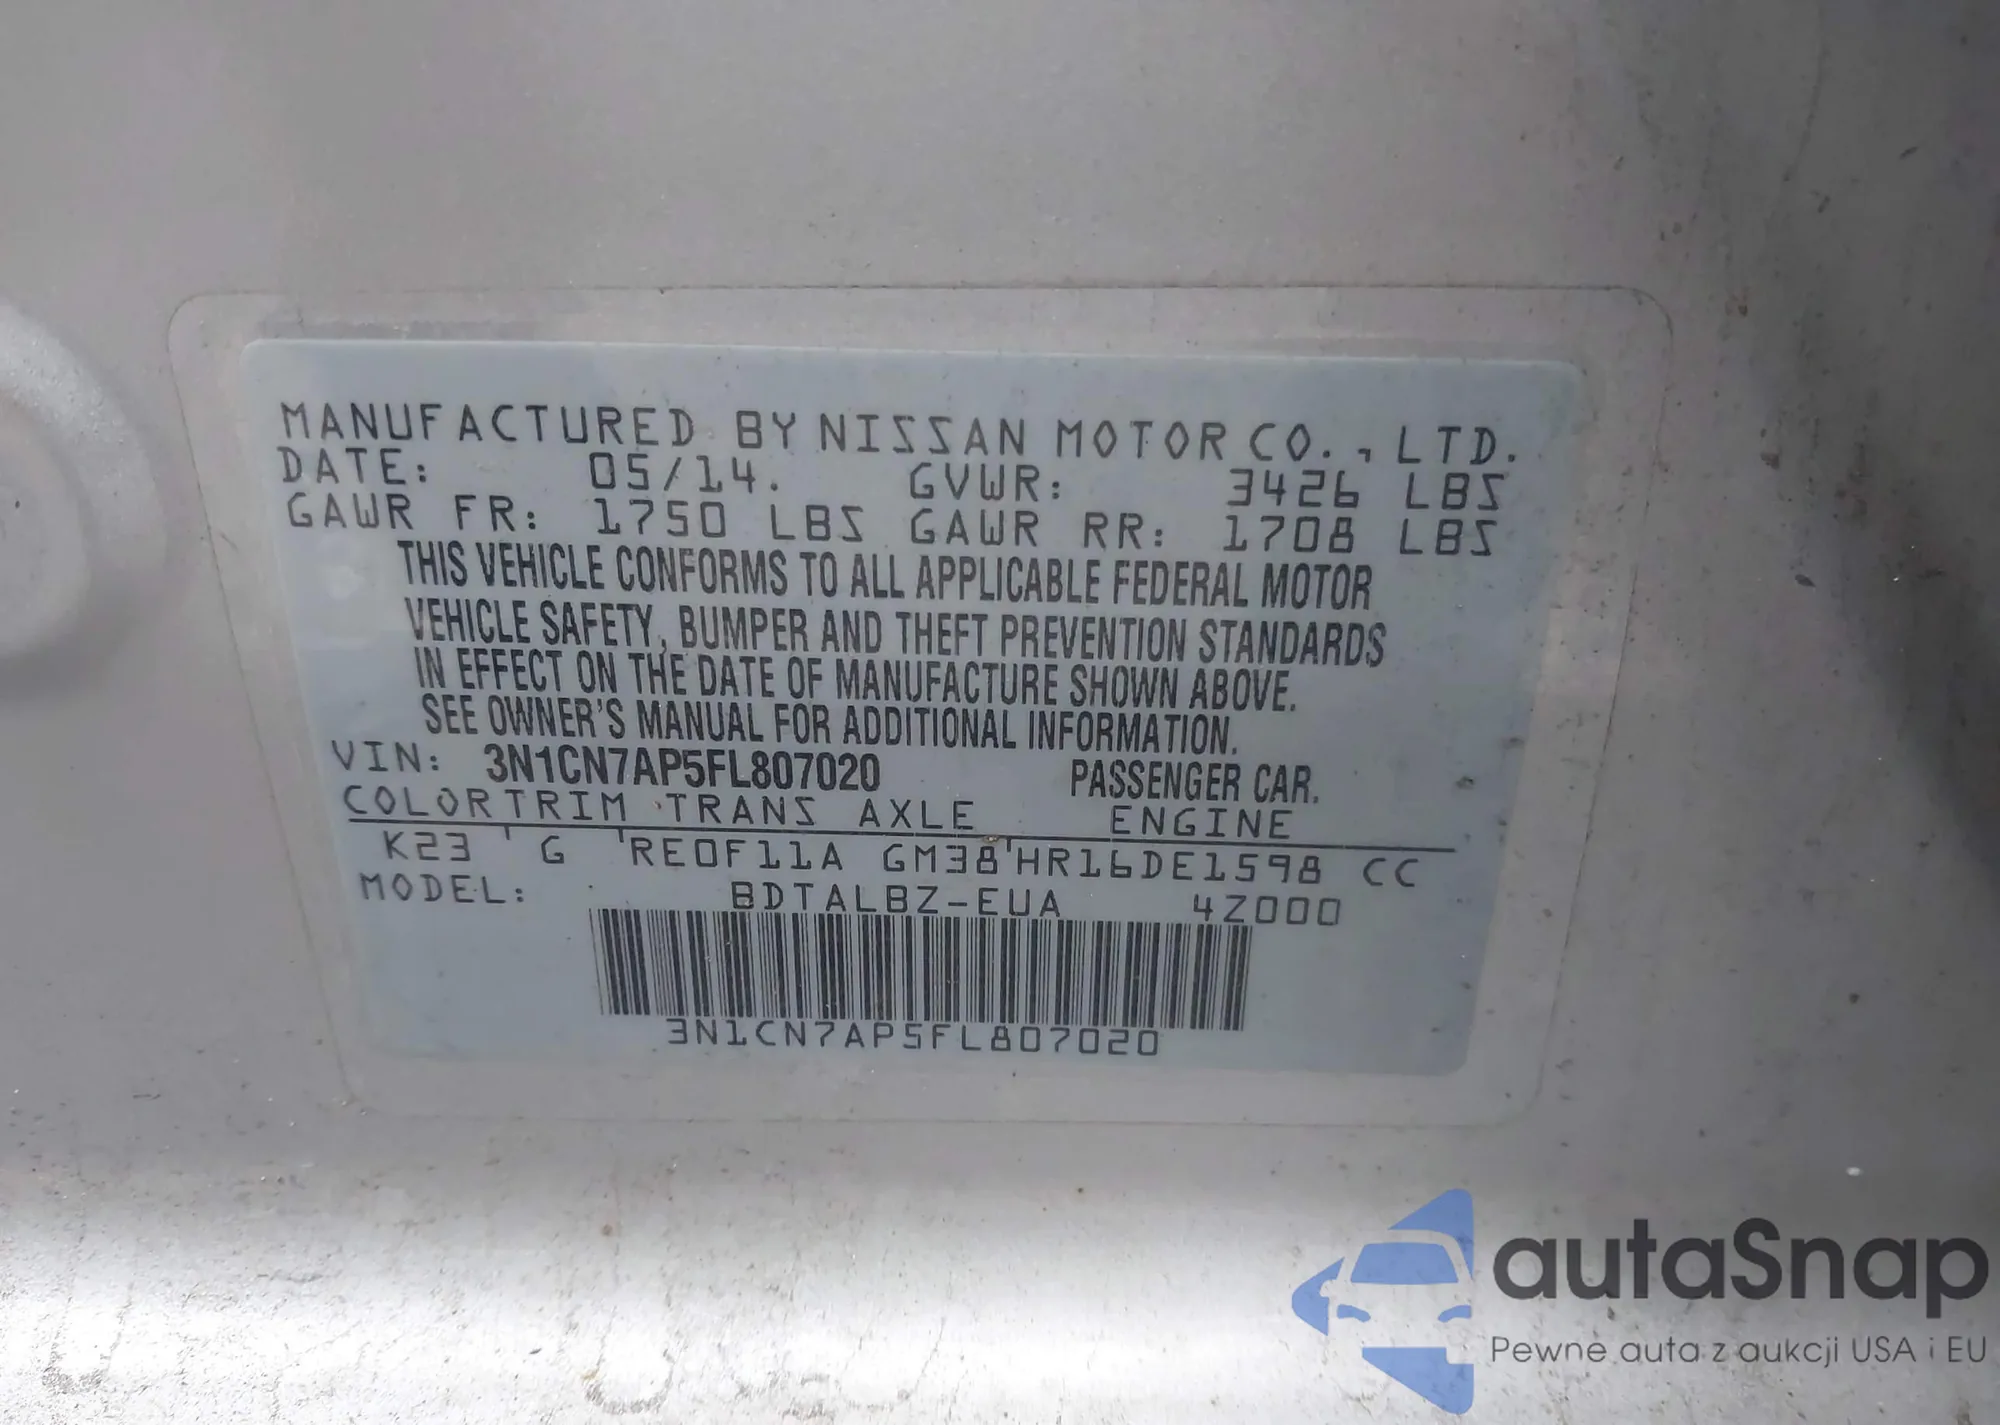 MANUFACTURED BY NISSAN MOTOR CO., LTD.
DATE: 05/14. GVWR: 3426 LBS
GAWR FR: 1750 LBS GAWR RR: 1708 LBS
THIS VEHICLE CONFORMS TO ALL APPLICABLE FEDERAL MOTOR
VEHICLE SAFETY, BUMPER AND THEFT PREVENTION STANDARDS
IN EFFECT ON THE DATE OF MANUFACTURE SHOWN ABOVE.
SEE OWNER'S MANUAL FOR ADDITIONAL INFORMATION.
VIN: 3N1CN7AP5FL807020 PASSENGER CAR.
COLOR TRIM TRANS AXLE ENGINE
K23 G RE0F11A GM38 HR16DE1598 CC
MODEL: BDTALBZ-EUA 4Z000
3N1CN7AP5FL807020
autaSnap
Pewne auta z aukcji USA i EU